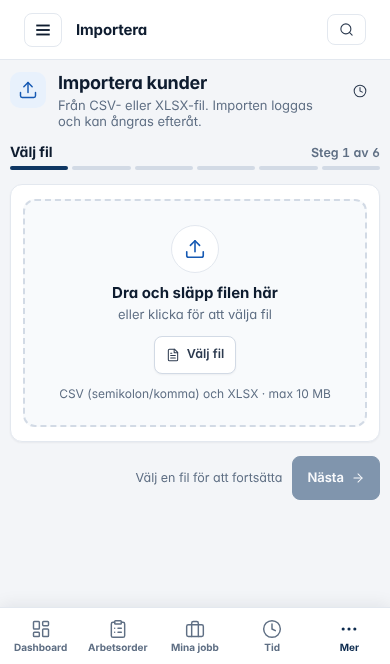 Importera
Importera kunder
Från CSV- eller XLSX-fil. Importen loggas
och kan ångras efteråt.
Välj fil
Steg 1 av 6
Dra och släpp filen här
eller klicka för att välja fil
Välj fil
CSV (semikolon/komma) och XLSX · max 10 MB
Välj en fil för att fortsätta
Nästa
Dashboard
Arbetsorder
Mina jobb
Tid
Mer